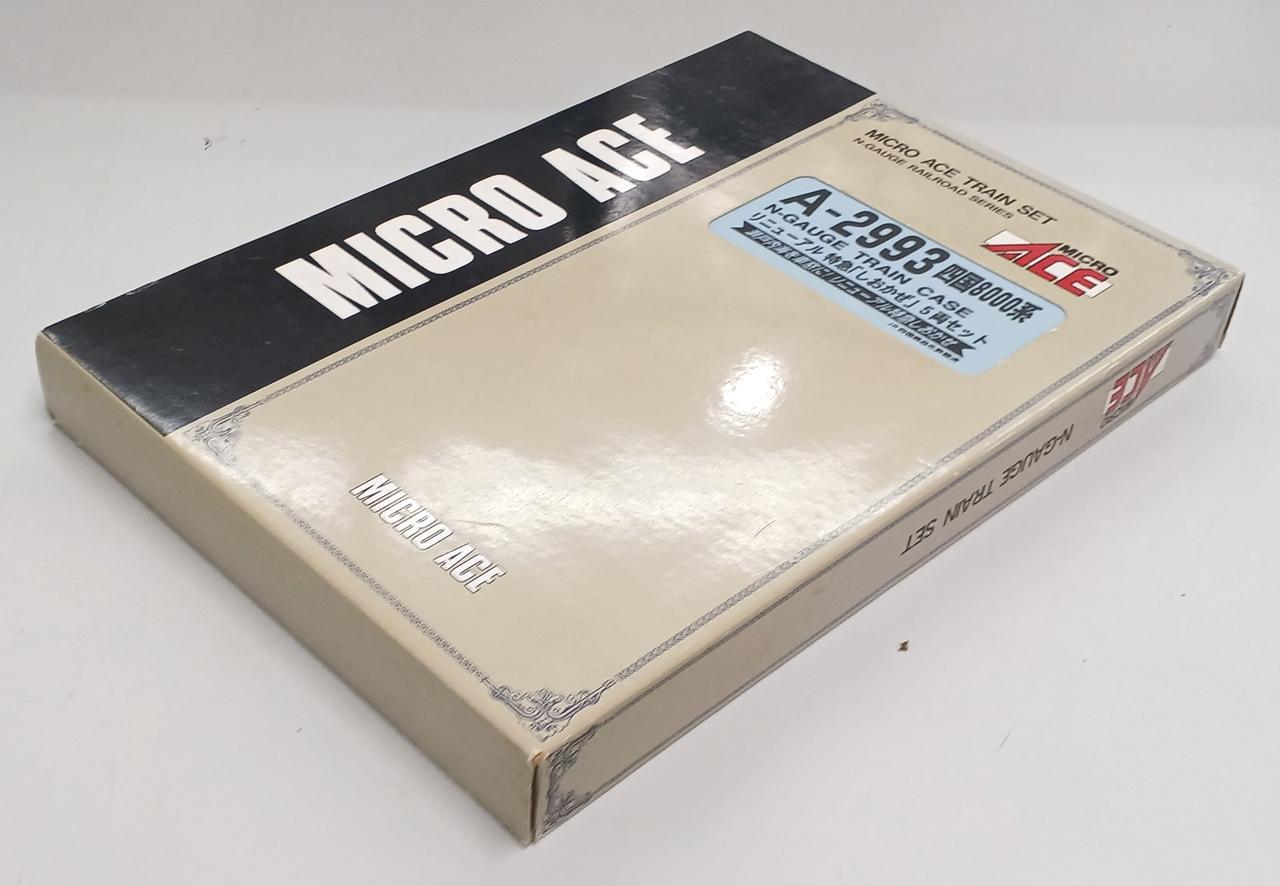 MICRO ACE
MICRO ACE TRAIN SET
N-GAUGE RAILROAD SERIES
MICRO
ACE
A-2993 四国8000系
N-GAUGE TRAIN CASE
リニューアル 特急「しおかぜ」5両セット
MICRO ACE
ACE
N-GAUGE TRAIN SET